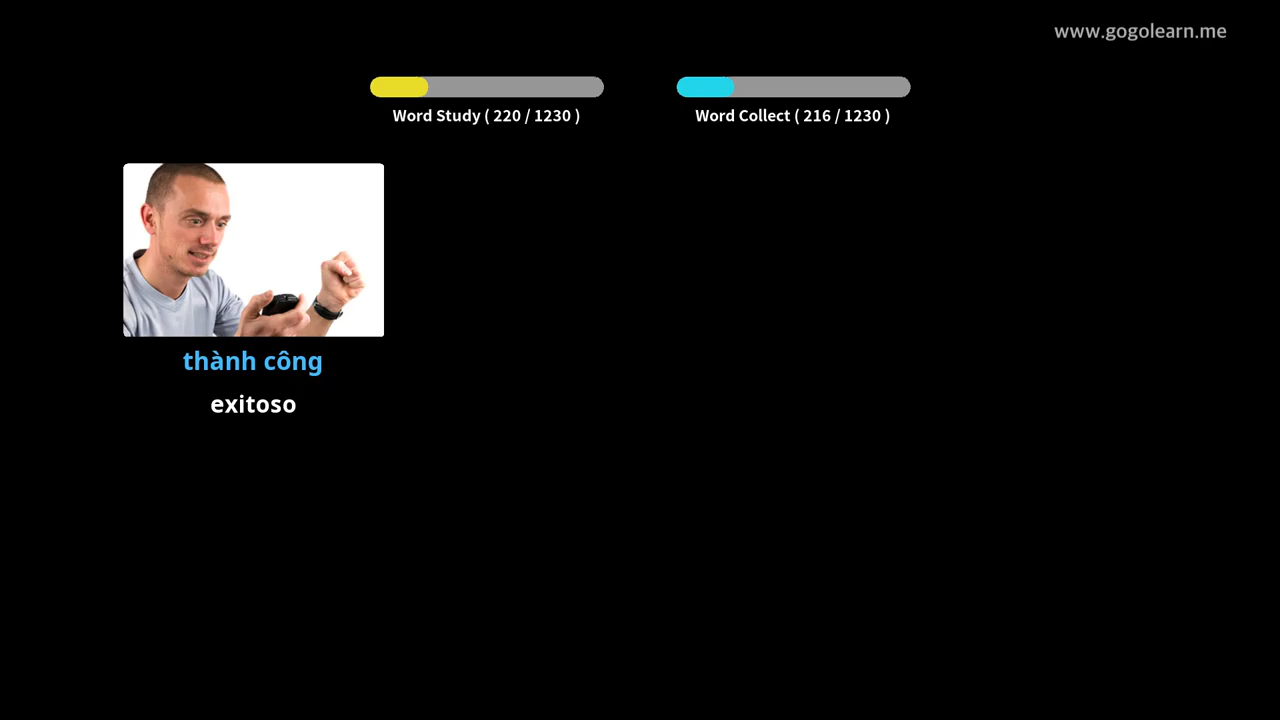 www.gogolearn.me
Word Study ( 220 / 1230 )
Word Collect ( 216 / 1230 )
thành công
exitoso